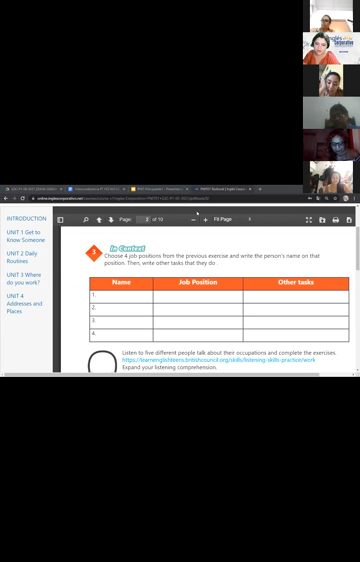 Inglés
Corporativo
Page: 2 of 10
Fit Page
INTRODUCTION
UNIT 1 Get to
Know Someone
UNIT 2 Daily
Routines
UNIT 3 Where
do you work?
UNIT 4
Addresses and
Places
3
In Context
Choose 4 job positions from the previous exercise and write the person's name on that
position. Then, write other tasks that they do.
Name Job Position Other tasks
1.
2.
3.
4.
Listen to five different people talk about their occupations and complete the exercises.
https://learnenglishteens.britishcouncil.org/skills/listening-skills-practice/work
Expand your listening comprehension.